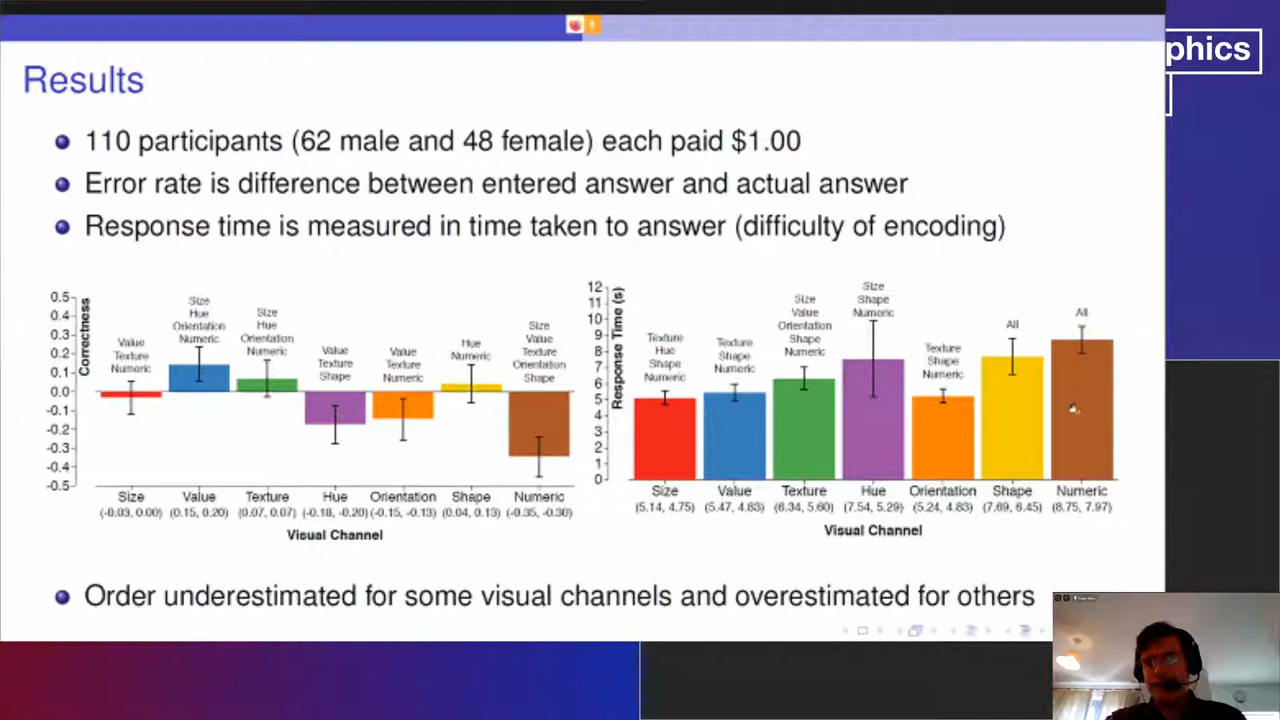 phics
Results
110 participants (62 male and 48 female) each paid $1.00
Error rate is difference between entered answer and actual answer
Response time is measured in time taken to answer (difficulty of encoding)
Correctness
0.5
0.4
0.3
0.2
0.1
0.0
-0.1
-0.2
-0.3
-0.4
-0.5
Value
Texture
Numeric
Size
Hue
Orientation
Numeric
Size
Hue
Orientation
Numeric
Value
Texture
Shape
Value
Texture
Numeric
Hue
Numeric
Size
Value
Texture
Orientation
Shape
Size Value Texture Hue Orientation Shape Numeric
(-0.03, 0.00) (0.15, 0.20) (0.07, 0.07) (-0.18, -0.20) (-0.15, -0.13) (0.04, 0.13) (-0.35, -0.30)
Visual Channel
Response Time (s)
12
11
10
9
8
7
6
5
4
3
2
1
0
Texture
Hue
Shape
Numeric
Texture
Shape
Numeric
Size
Value
Orientation
Shape
Numeric
Size
Shape
Numeric
Texture
Shape
Numeric
All
All
Size Value Texture Hue Orientation Shape Numeric
(5.14, 4.75) (5.47, 4.83) (6.34, 5.60) (7.54, 5.29) (5.24, 4.83) (7.69, 6.45) (8.75, 7.97)
Visual Channel
Order underestimated for some visual channels and overestimated for others